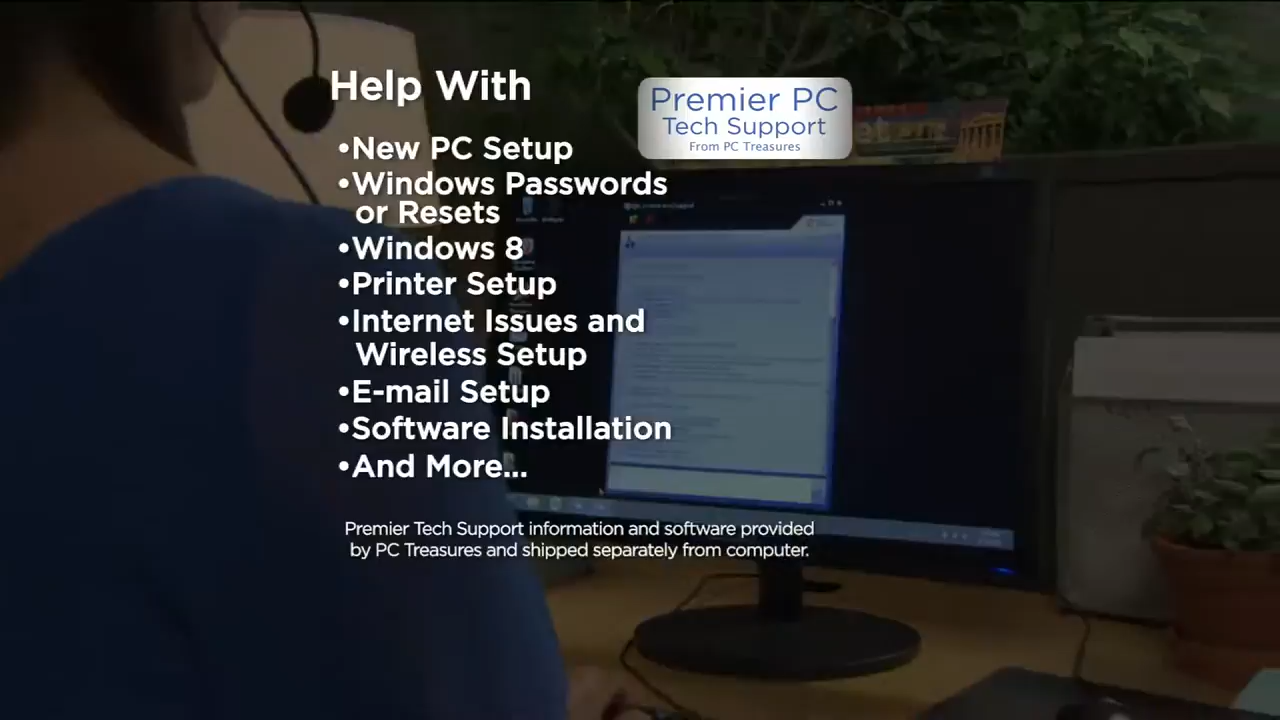 Help With
Premier PC
Tech Support
From PC Treasures
•New PC Setup
•Windows Passwords
or Resets
•Windows 8
•Printer Setup
•Internet Issues and
Wireless Setup
•E-mail Setup
•Software Installation
•And More...
Premier Tech Support information and software provided
by PC Treasures and shipped separately from computer.